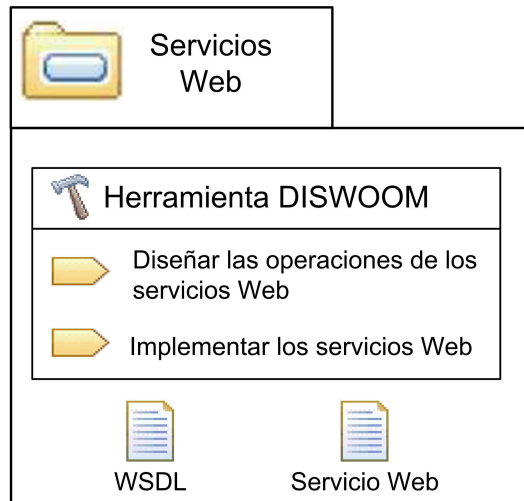 Servicios
Web
Herramienta DISWOOM
Diseñar las operaciones de los
servicios Web
Implementar los servicios Web
WSDL
Servicio Web